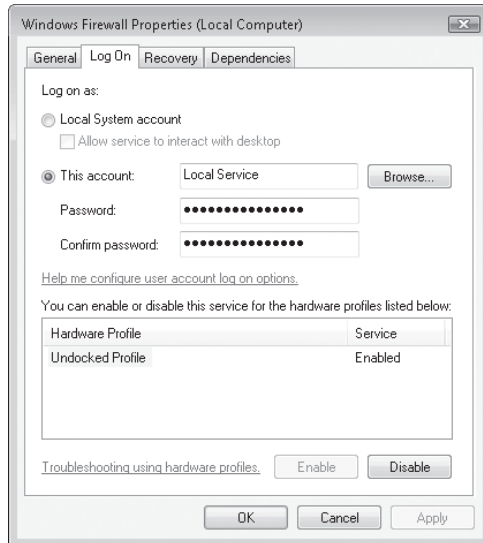 Windows Firewall Properties (Local Computer)
General Log On Recovery Dependencies
Log on as:
Local System account
Allow service to interact with desktop
This account: Local Service Browse...
Password: •••••••••••••••
Confirm password: •••••••••••••••
Help me configure user account log on options.
You can enable or disable this service for the hardware profiles listed below:
Hardware Profile Service
Undocked Profile Enabled
Troubleshooting using hardware profiles. Enable Disable
OK Cancel Apply